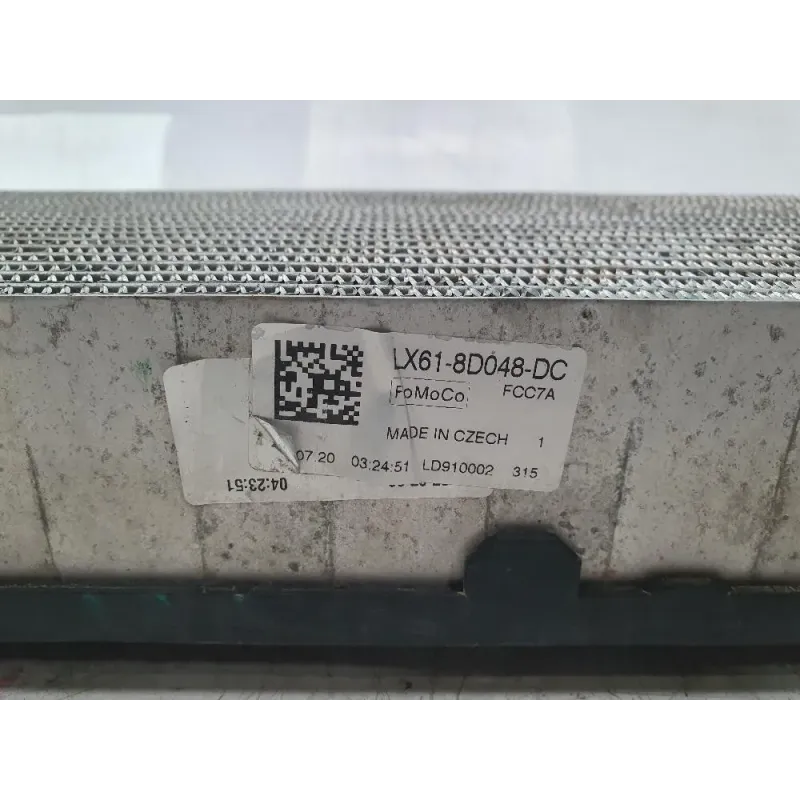 LX61-8D048-DC
FoMoCo FCC7A
MADE IN CZECH 1
07.20 03:24:51 LD910002 315
04:23:51